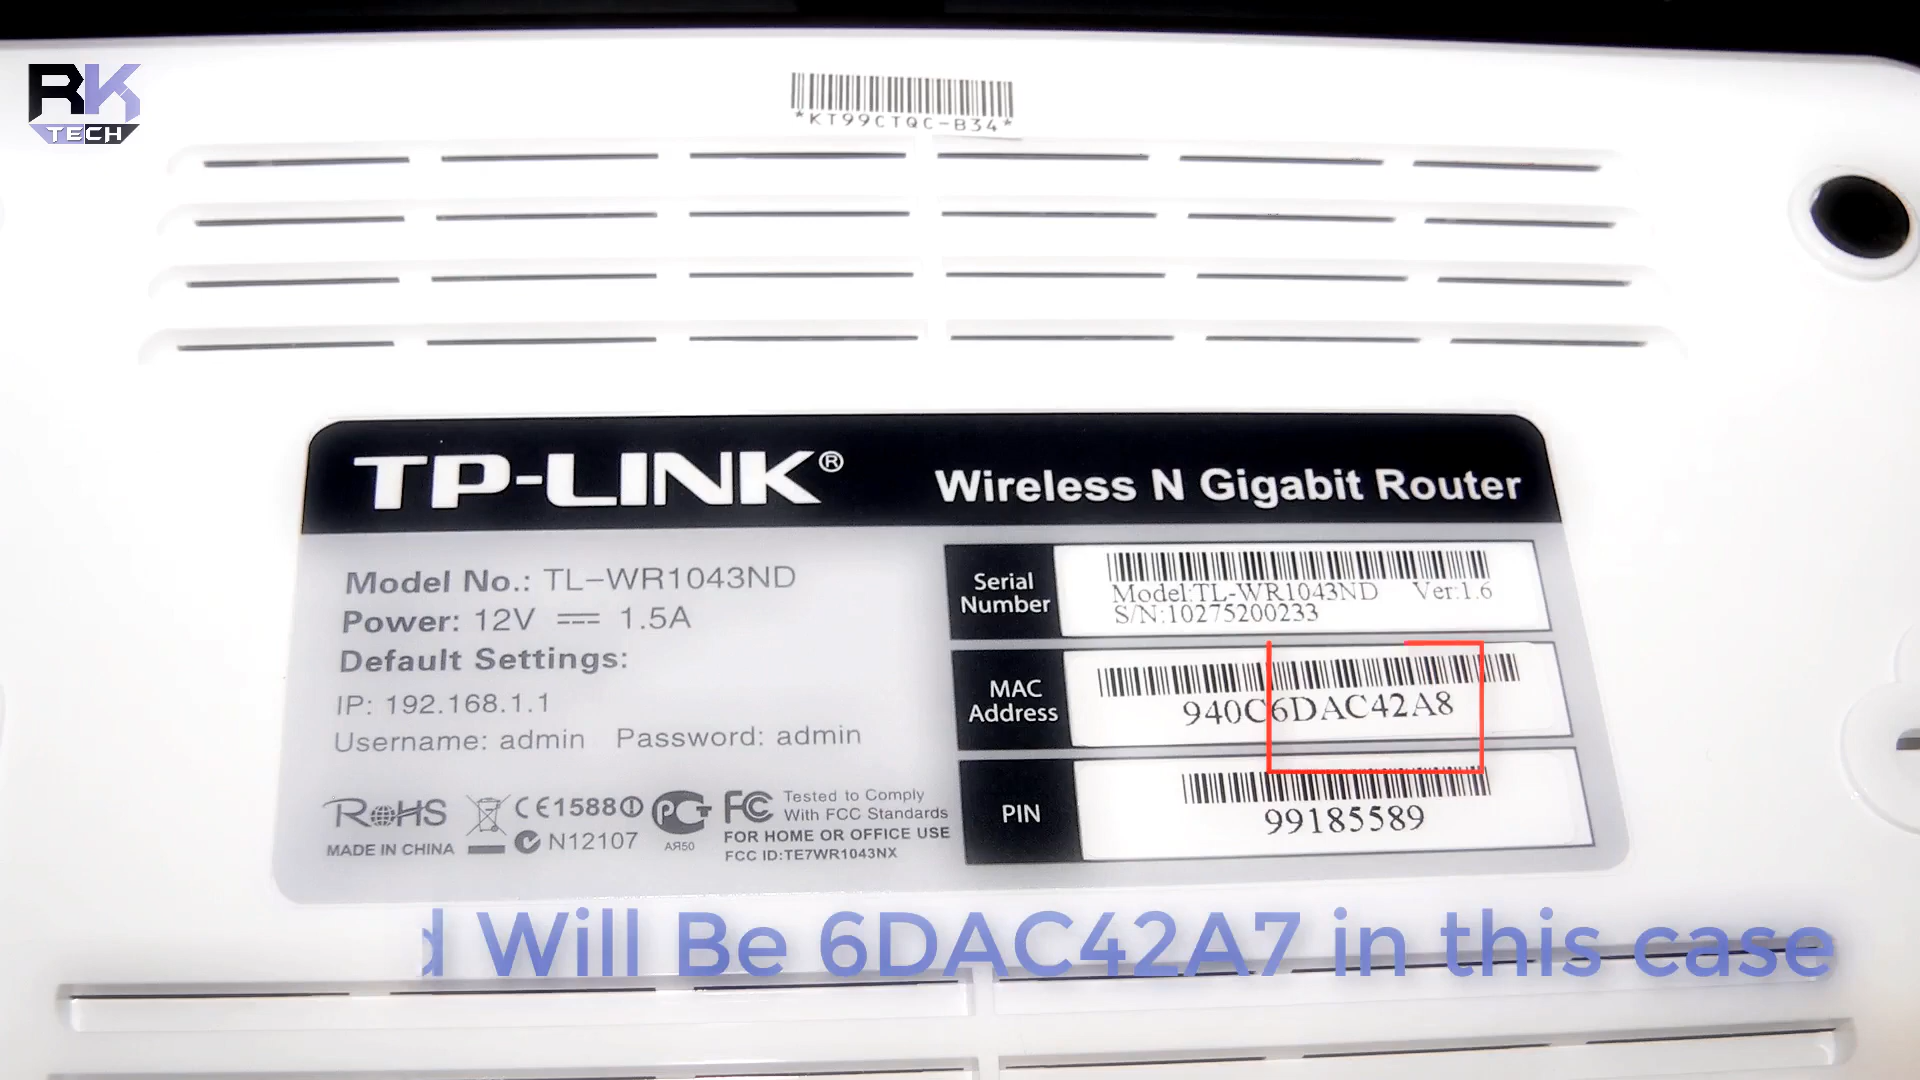 RK
TECH
*KT99CTQC-B34*
TP-LINK®
Wireless N Gigabit Router
Model No.: TL-WR1043ND
Power: 12V ⎓ 1.5A
Default Settings:
IP: 192.168.1.1
Username: admin Password: admin
RoHS
MADE IN CHINA
CE1588
N12107
РСТ
АЯ50
FC
Tested to Comply
With FCC Standards
FOR HOME OR OFFICE USE
FCC ID:TE7WR1043NX
Serial
Number
Model:TL-WR1043ND Ver:1.6
S/N:10275200233
MAC
Address
940C6DAC42A8
PIN
99185589
d Will Be 6DAC42A7 in this case